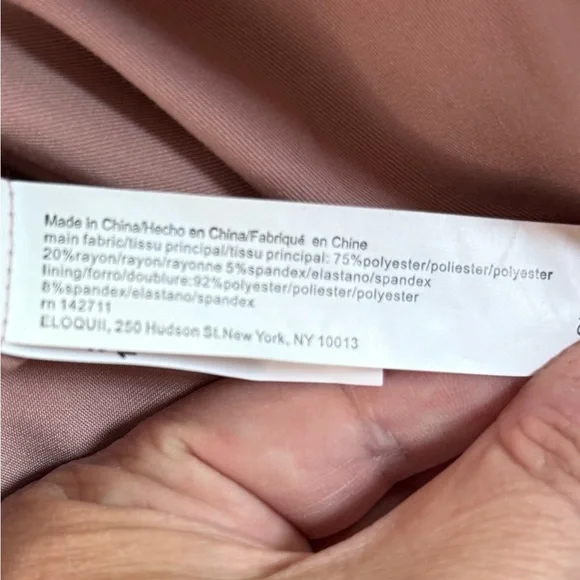 Made in China/Hecho en China/Fabriqué en Chine
main fabric/tissu principal/tissu principal: 75%polyester/poliester/polyester
20%rayon/rayon/rayonne 5%spandex/elastano/spandex
lining/forro/doublure:92%polyester/poliester/polyester
8%spandex/elastano/spandex
rn 142711
ELOQUII, 250 Hudson St.New York, NY 10013